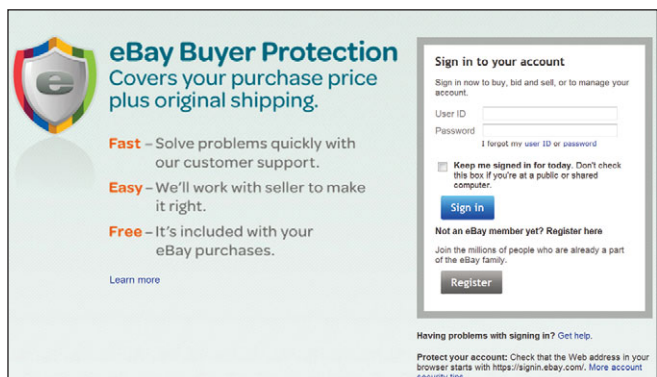 e
eBay Buyer Protection
Covers your purchase price
plus original shipping.
Fast – Solve problems quickly with
our customer support.
Easy – We'll work with seller to make
it right.
Free – It's included with your
eBay purchases.
Learn more
Sign in to your account
Sign in now to buy, bid and sell, or to manage your
account.
User ID
Password
I forgot my user ID or password
Keep me signed in for today. Don't check
this box if you're at a public or shared
computer.
Sign in
Not an eBay member yet? Register here
Join the millions of people who are already a part
of the eBay family.
Register
Having problems with signing in? Get help.
Protect your account: Check that the Web address in your
browser starts with https://signin.ebay.com/. More account
security tips